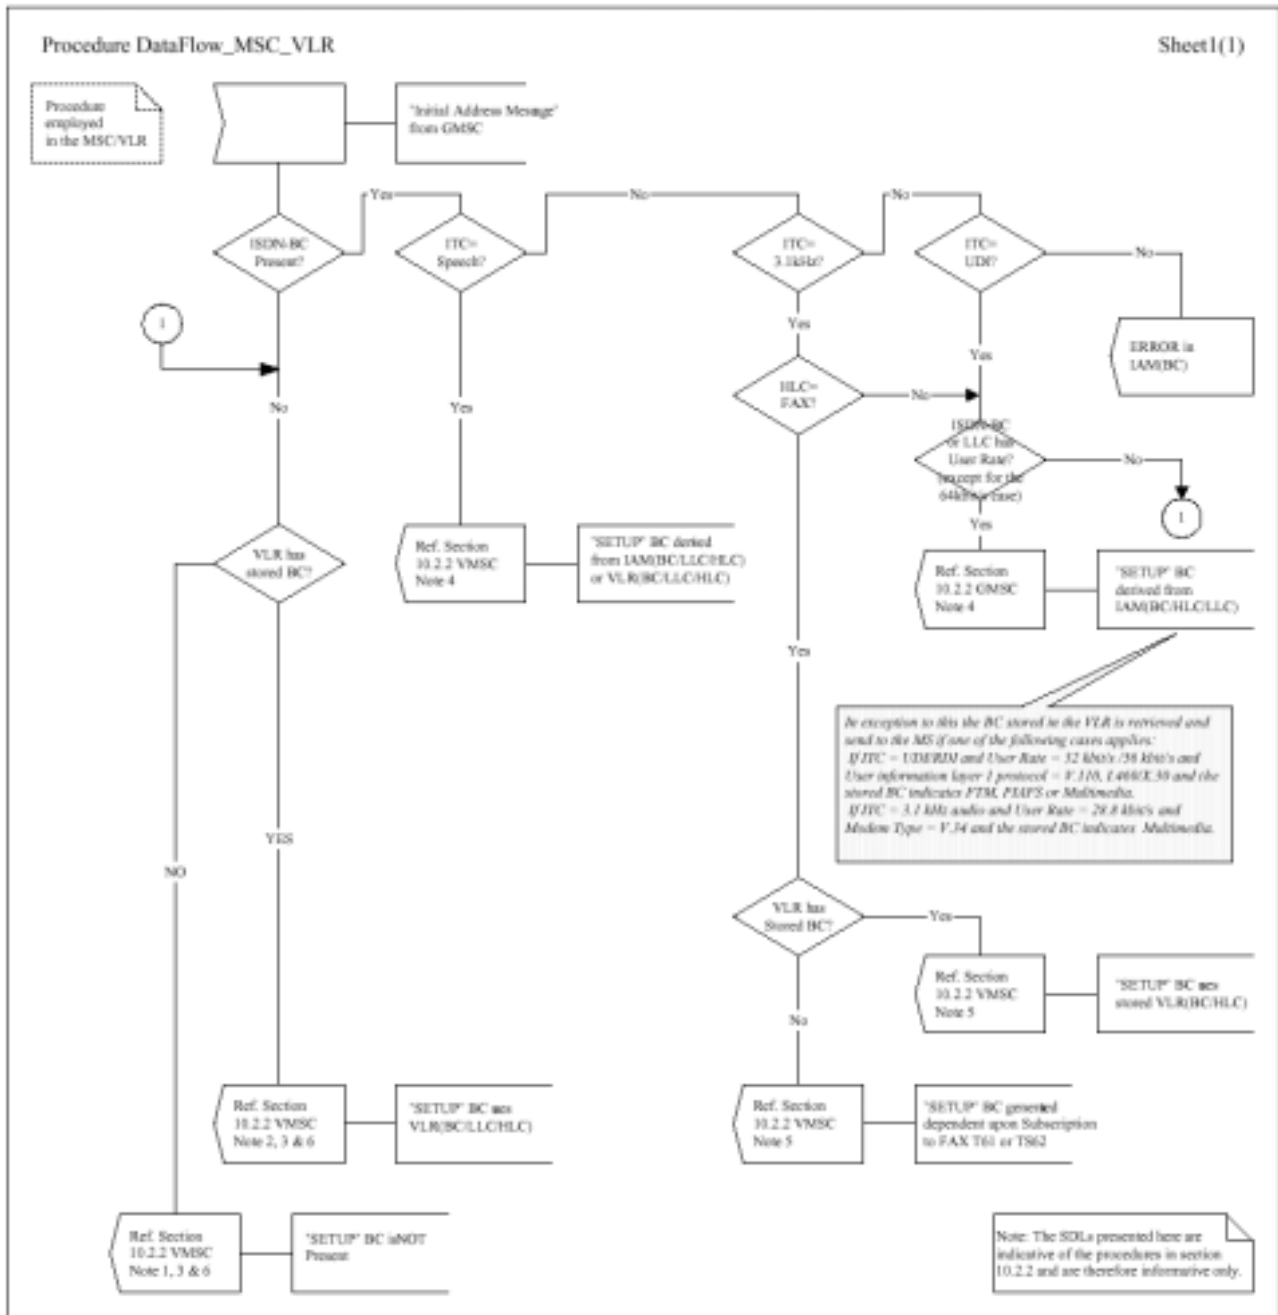 Procedure DataFlow_MSC_VLR
Sheet1(1)
Procedure
employed
in the MSC/VLR
"Initial Address Message"
from GMSC
Yes
No
No
ISDN-BC
Present?
ITC=
Speech?
ITC=
3.1kHz?
ITC=
UDI?
No
1
Yes
Yes
ERROR in
IAM(BC)
No
Yes
HLC=
FAX?
No
ISDN-BC
or LLC has
User Rate?
(except for the
64kbit/s case)
No
1
Yes
VLR has
stored BC?
Ref. Section
10.2.2 VMSC
Note 4
"SETUP" BC derived
from IAM(BC/LLC/HLC)
or VLR(BC/LLC/HLC)
Ref. Section
10.2.2 GMSC
Note 4
"SETUP" BC
derived from
IAM(BC/HLC/LLC)
Yes
In exception to this the BC stored in the VLR is retrieved and
send to the MS if one of the following cases applies:
If ITC = UDI/RDI and User Rate = 32 kbit/s /56 kbit/s and
User information layer 1 protocol = V.110, I.460/X.30 and the
stored BC indicates FTM, PIAFS or Multimedia.
If ITC = 3.1 kHz audio and User Rate = 28.8 kbit/s and
Modem Type = V.34 and the stored BC indicates Multimedia.
YES
NO
VLR has
Stored BC?
Yes
Ref. Section
10.2.2 VMSC
Note 5
"SETUP" BC ues
stored VLR(BC/HLC)
No
Ref. Section
10.2.2 VMSC
Note 2, 3 & 6
"SETUP" BC ues
VLR(BC/LLC/HLC)
Ref. Section
10.2.2 VMSC
Note 5
"SETUP" BC genented
dependent upon Subscription
to FAX T61 or TS62
Ref. Section
10.2.2 VMSC
Note 1, 3 & 6
"SETUP" BC isNOT
Present
Note: The SDLs presented here are
indicative of the procedures in section
10.2.2 and are therefore informative only.